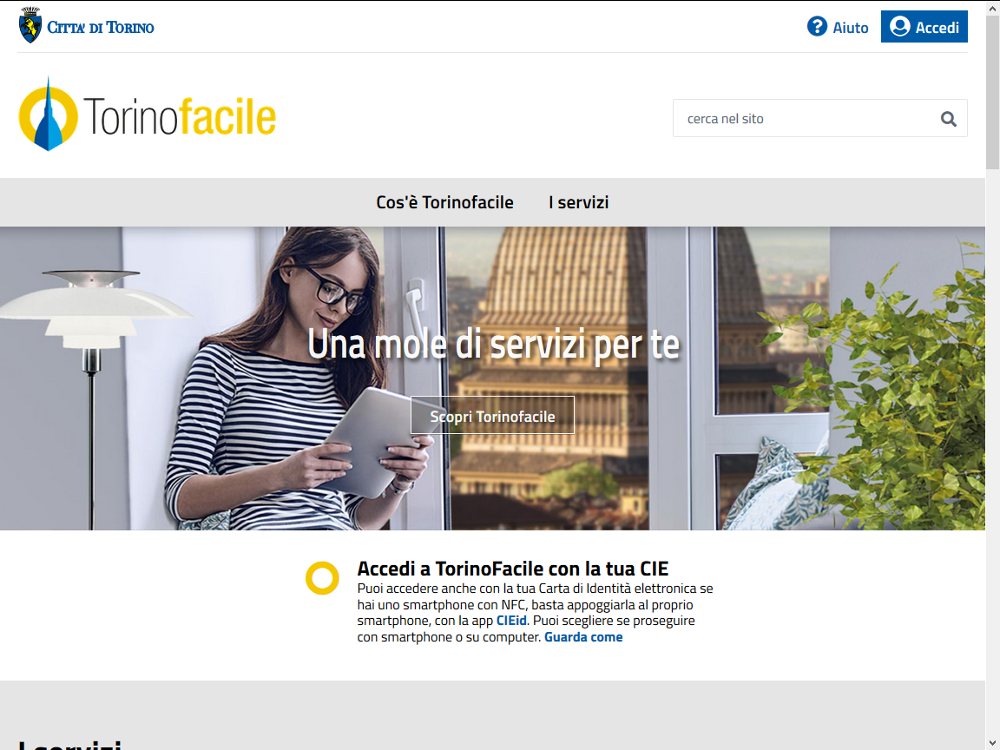 CITTA' DI TORINO
Aiuto
Accedi
Torinofacile
cerca nel sito
Cos'è Torinofacile
I servizi
Una mole di servizi per te
Scopri Torinofacile
Accedi a TorinoFacile con la tua CIE
Puoi accedere anche con la tua Carta di Identità elettronica se
hai uno smartphone con NFC, basta appoggiarla al proprio
smartphone, con la app CIEid. Puoi scegliere se proseguire
con smartphone o su computer. Guarda come
I servizi